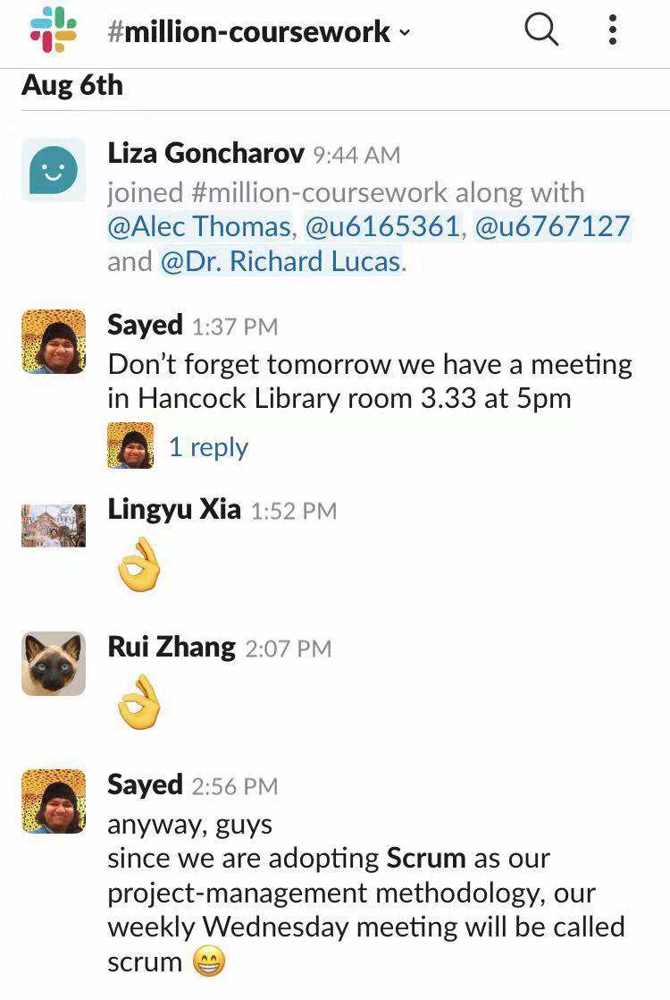 #million-coursework
Aug 6th
Liza Goncharov 9:44 AM
joined #million-coursework along with
@Alec Thomas, @u6165361, @u6767127
and @Dr. Richard Lucas.
Sayed 1:37 PM
Don’t forget tomorrow we have a meeting
in Hancock Library room 3.33 at 5pm
1 reply
Lingyu Xia 1:52 PM
👌
Rui Zhang 2:07 PM
👌
Sayed 2:56 PM
anyway, guys
since we are adopting Scrum as our
project-management methodology, our
weekly Wednesday meeting will be called
scrum 😁